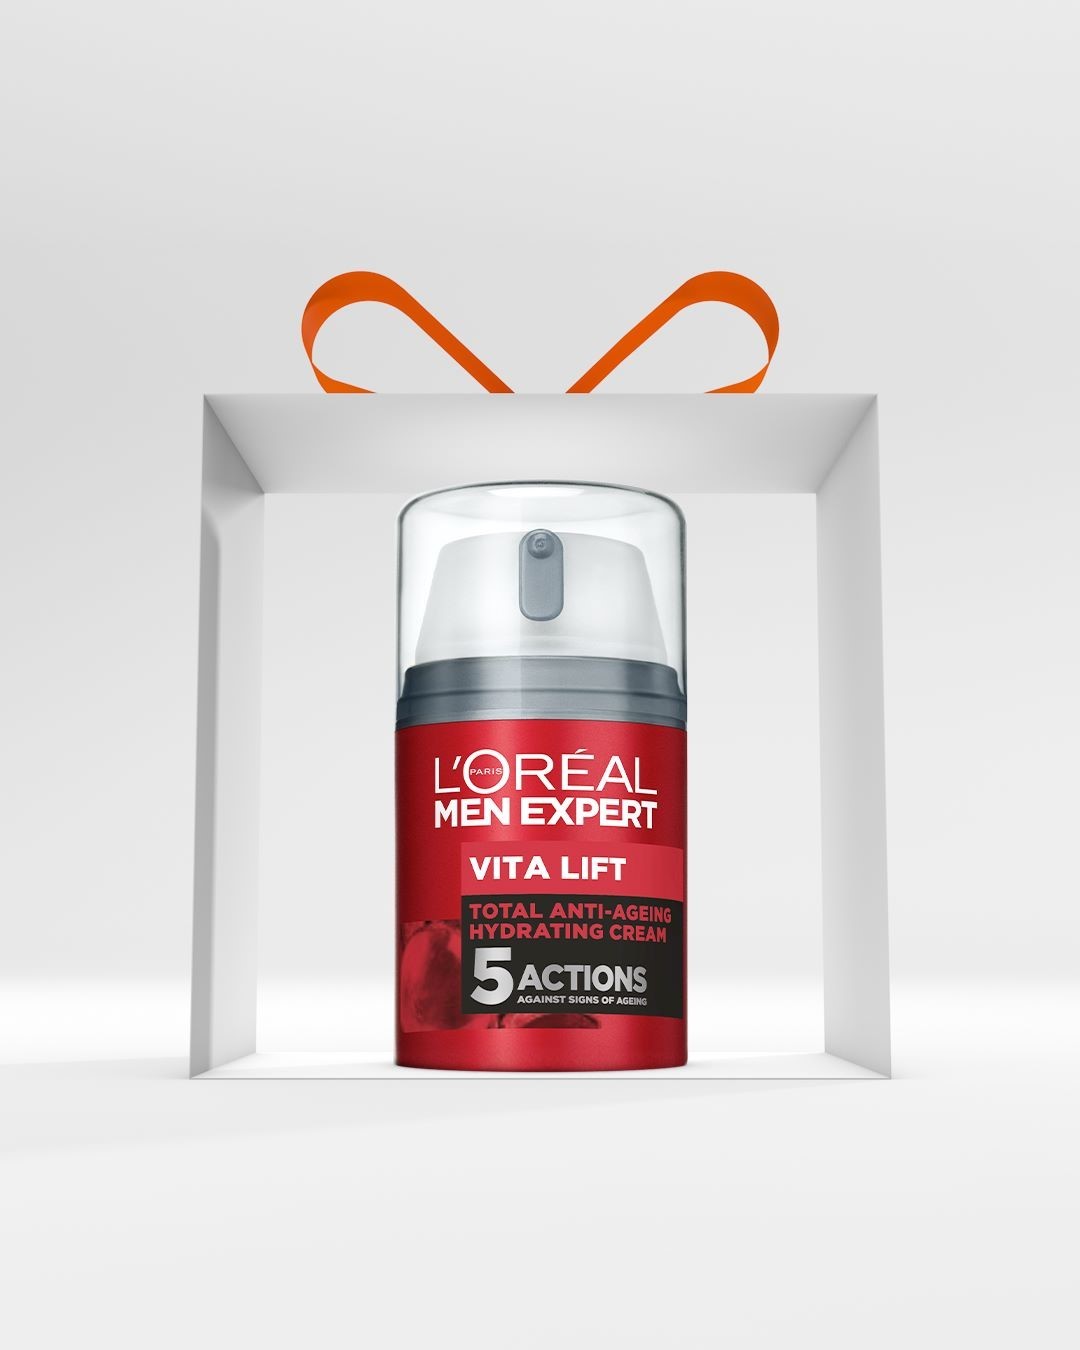 L'ORÉAL
PARIS
MEN EXPERT
VITA LIFT
TOTAL ANTI-AGEING
HYDRATING CREAM
5 ACTIONS
AGAINST SIGNS OF AGEING